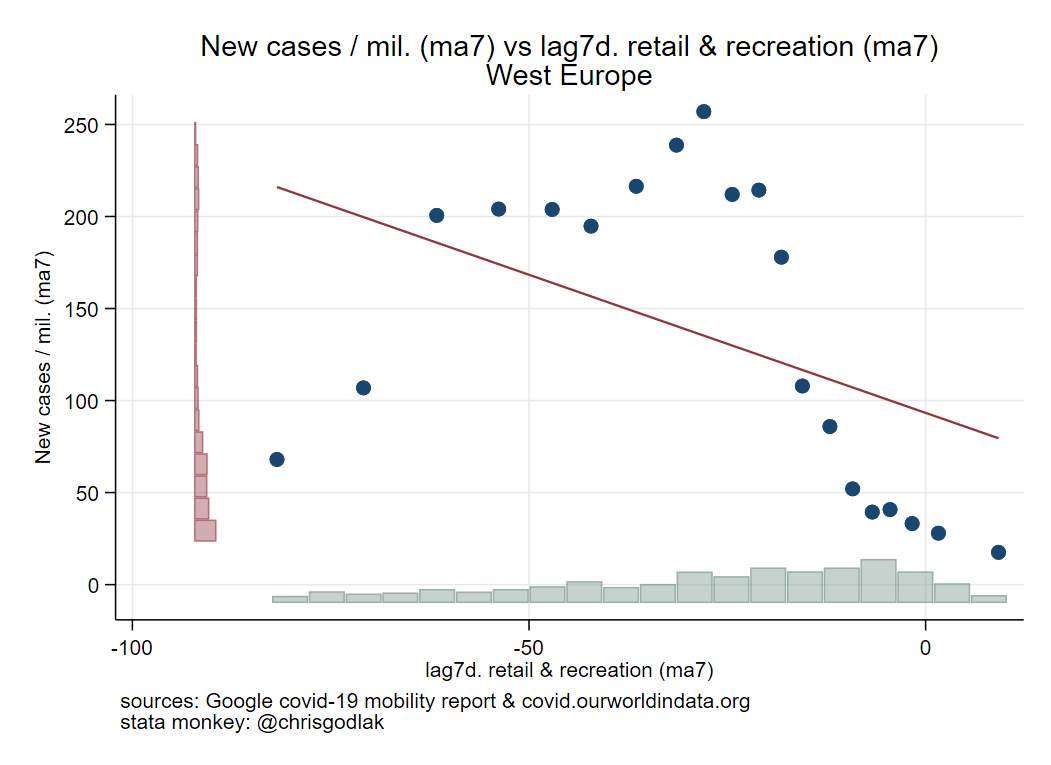 New cases / mil. (ma7) vs lag7d. retail & recreation (ma7)
West Europe
New cases / mil. (ma7)
250
200
150
100
50
0
-100
-50
0
lag7d. retail & recreation (ma7)
sources: Google covid-19 mobility report & covid.ourworldindata.org
stata monkey: @chrisgodlak